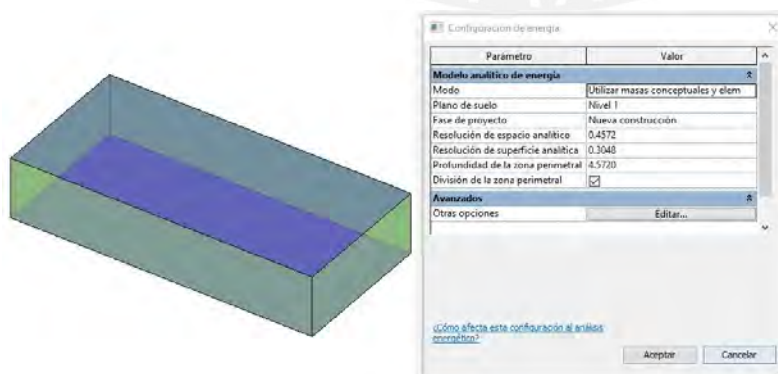 Configuración de energía
Parámetro Valor
Modelo analítico de energía
Modo Utilizar masas conceptuales y elem
Plano de suelo Nivel 1
Fase de proyecto Nueva construcción
Resolución de espacio analítico 0.4572
Resolución de superficie analítica 0.3048
Profundidad de la zona perimetral 4.5720
División de la zona perimetral
Avanzados
Otras opciones Editar...
¿Cómo afecta esta configuración al análisis
energético?
Aceptar Cancelar